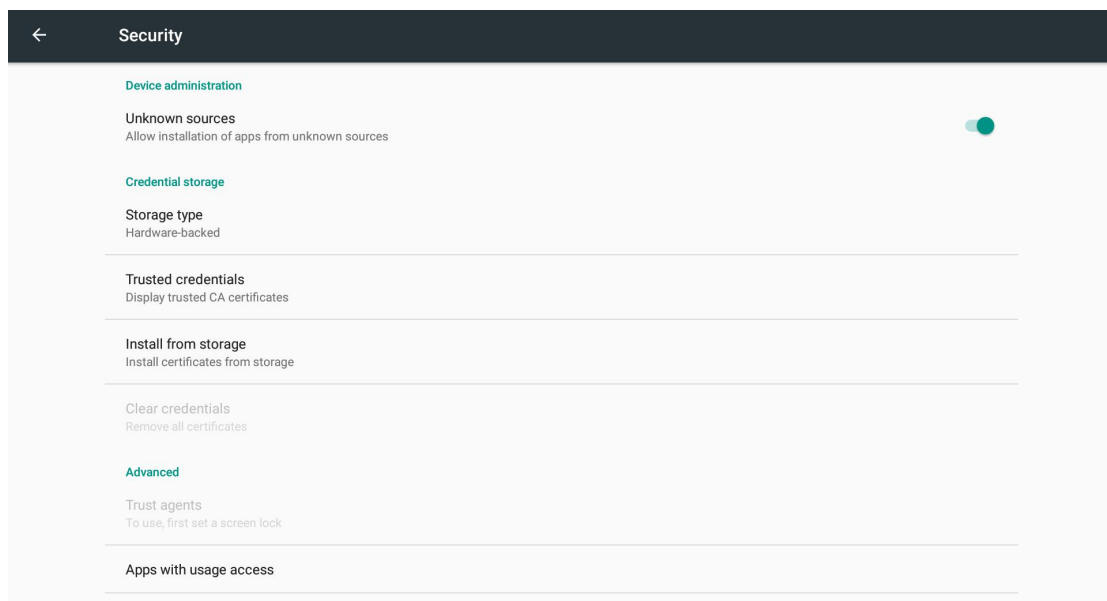 Security
Device administration
Unknown sources
Allow installation of apps from unknown sources
Credential storage
Storage type
Hardware-backed
Trusted credentials
Display trusted CA certificates
Install from storage
Install certificates from storage
Clear credentials
Remove all certificates
Advanced
Trust agents
To use, first set a screen lock
Apps with usage access